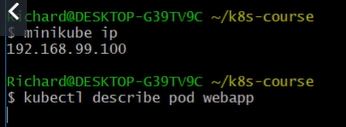 Richard@DESKTOP-G39TV9C ~/k8s-course
$ minikube ip
192.168.99.100
Richard@DESKTOP-G39TV9C ~/k8s-course
$ kubectl describe pod webapp